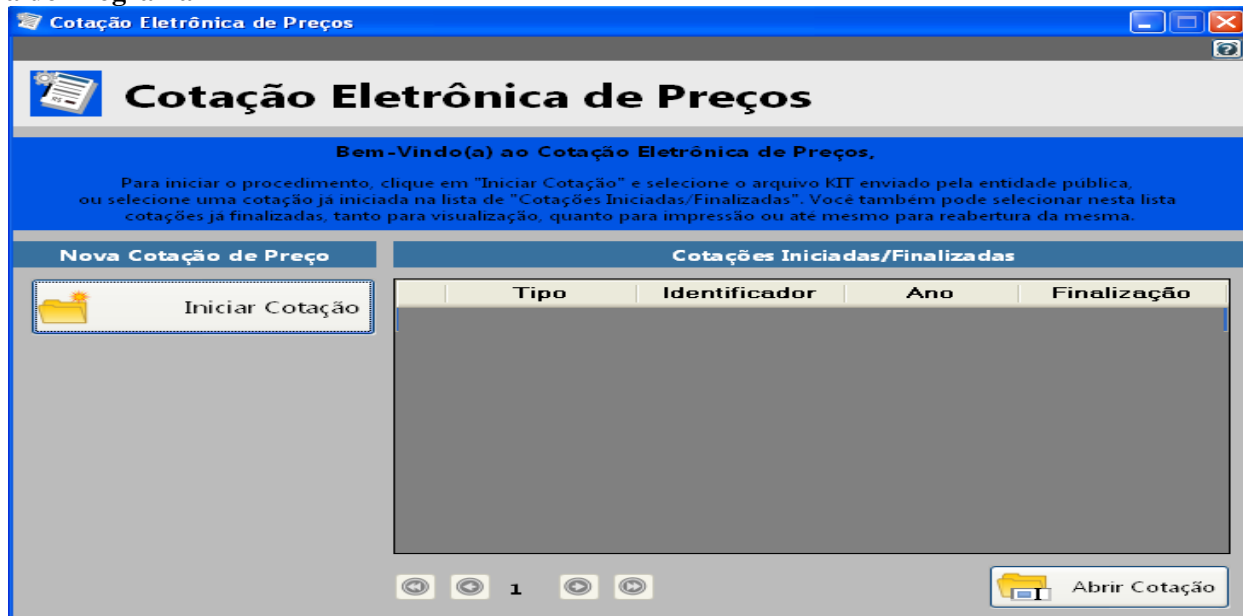 Cotação Eletrônica de Preços
Cotação Eletrônica de Preços
Bem-Vindo(a) ao Cotação Eletrônica de Preços,
Para iniciar o procedimento, clique em "Iniciar Cotação" e selecione o arquivo KIT enviado pela entidade pública,
ou selecione uma cotação já iniciada na lista de "Cotações Iniciadas/Finalizadas". Você também pode selecionar nesta lista
cotações já finalizadas, tanto para visualização, quanto para impressão ou até mesmo para reabertura da mesma.
Nova Cotação de Preço
Cotações Iniciadas/Finalizadas
Iniciar Cotação
Tipo Identificador Ano Finalização
1
Abrir Cotação